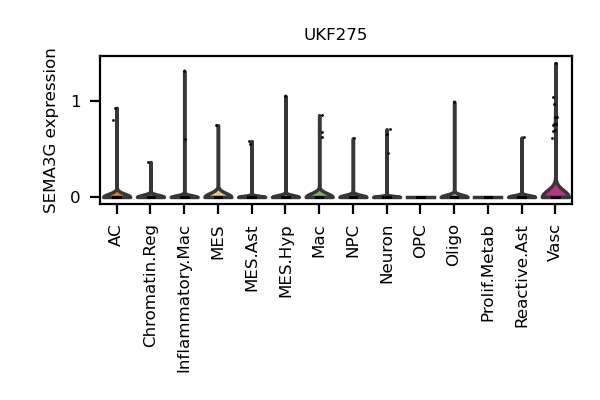 UKF275
SEMA3G expression
1
0
AC
Chromatin.Reg
Inflammatory.Mac
MES
MES.Ast
MES.Hyp
Mac
NPC
Neuron
OPC
Oligo
Prolif.Metab
Reactive.Ast
Vasc